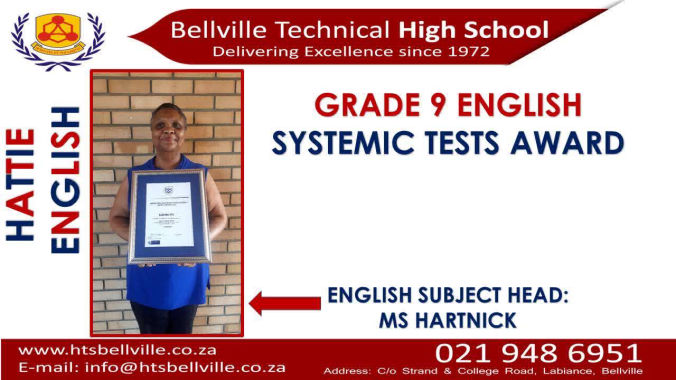 Bellville Technical High School
Delivering Excellence since 1972
HATTIE
ENGLISH
GRADE 9 ENGLISH
SYSTEMIC TESTS AWARD
ENGLISH SUBJECT HEAD:
MS HARTNICK
www.htsbellville.co.za
E-mail: info@htsbellville.co.za
021 948 6951
Address: C/o Strand & College Road, Labiance, Bellville